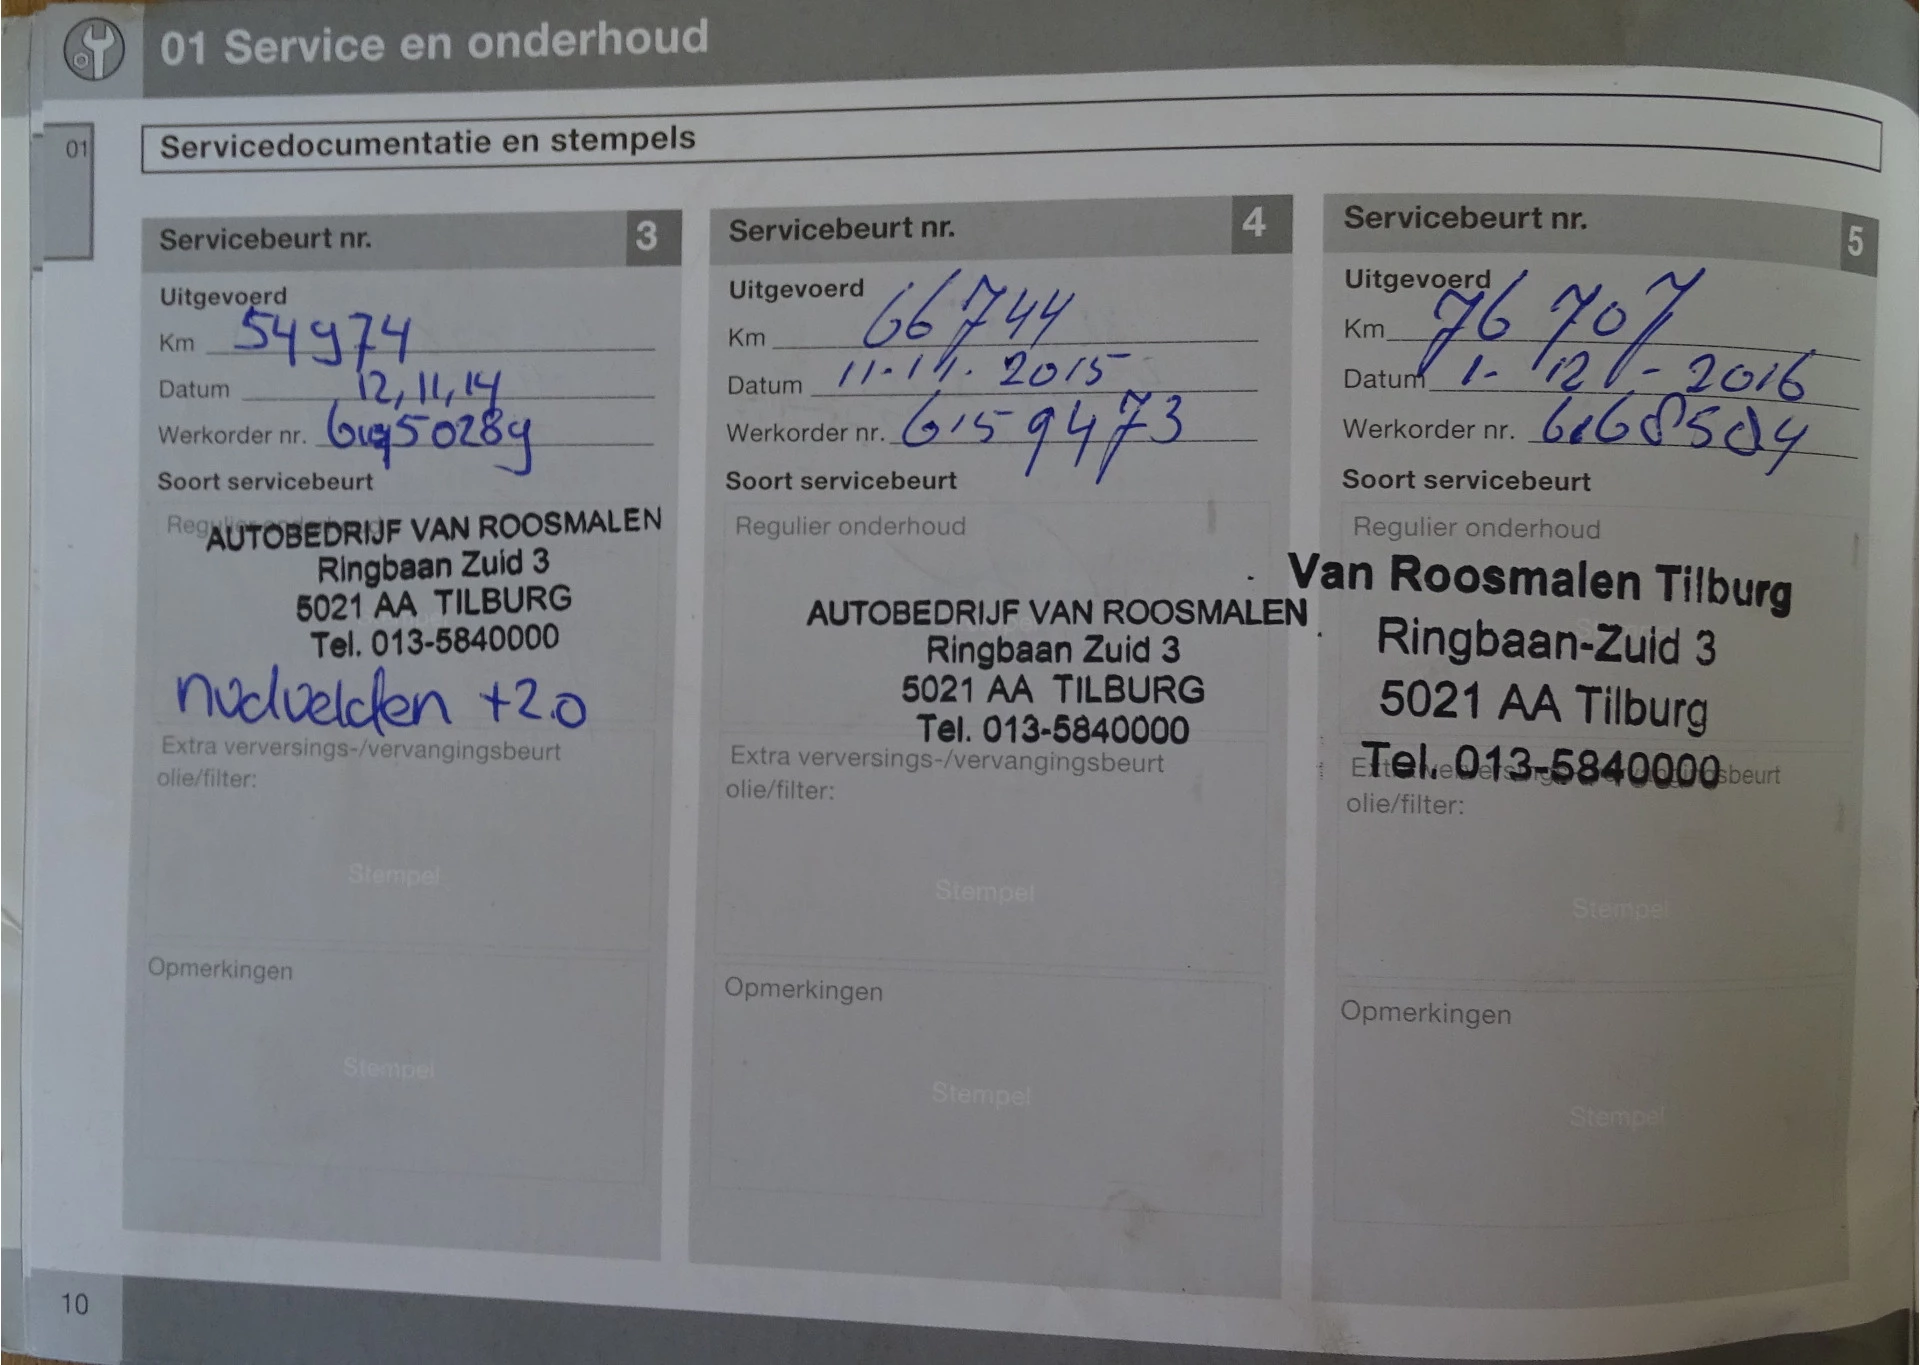 01 Service en onderhoud
01
Servicedocumentatie en stempels
Servicebeurt nr. 3
Uitgevoerd
Km 54974
Datum 12,11,14
Werkorder nr.
Soort servicebeurt
Regulier onderhoud
AUTOBEDRIJF VAN ROOSMALEN
Ringbaan Zuid 3
5021 AA TILBURG
Tel. 013-5840000
+2.0
Extra verversings-/vervangingsbeurt
olie/filter:
Stempel
Opmerkingen
Stempel
Servicebeurt nr. 4
Uitgevoerd
Km 66744
Datum 11-11-2015
Werkorder nr. 6159473
Soort servicebeurt
Regulier onderhoud
AUTOBEDRIJF VAN ROOSMALEN
Ringbaan Zuid 3
5021 AA TILBURG
Tel. 013-5840000
Extra verversings-/vervangingsbeurt
olie/filter:
Stempel
Opmerkingen
Stempel
Servicebeurt nr. 5
Uitgevoerd
Km 76707
Datum 1-12-2016
Werkorder nr.
Soort servicebeurt
Regulier onderhoud
Van Roosmalen Tilburg
Ringbaan-Zuid 3
5021 AA Tilburg
Tel. 013-5840000
Extra verversings-/vervangingsbeurt
olie/filter:
Stempel
Opmerkingen
Stempel
10